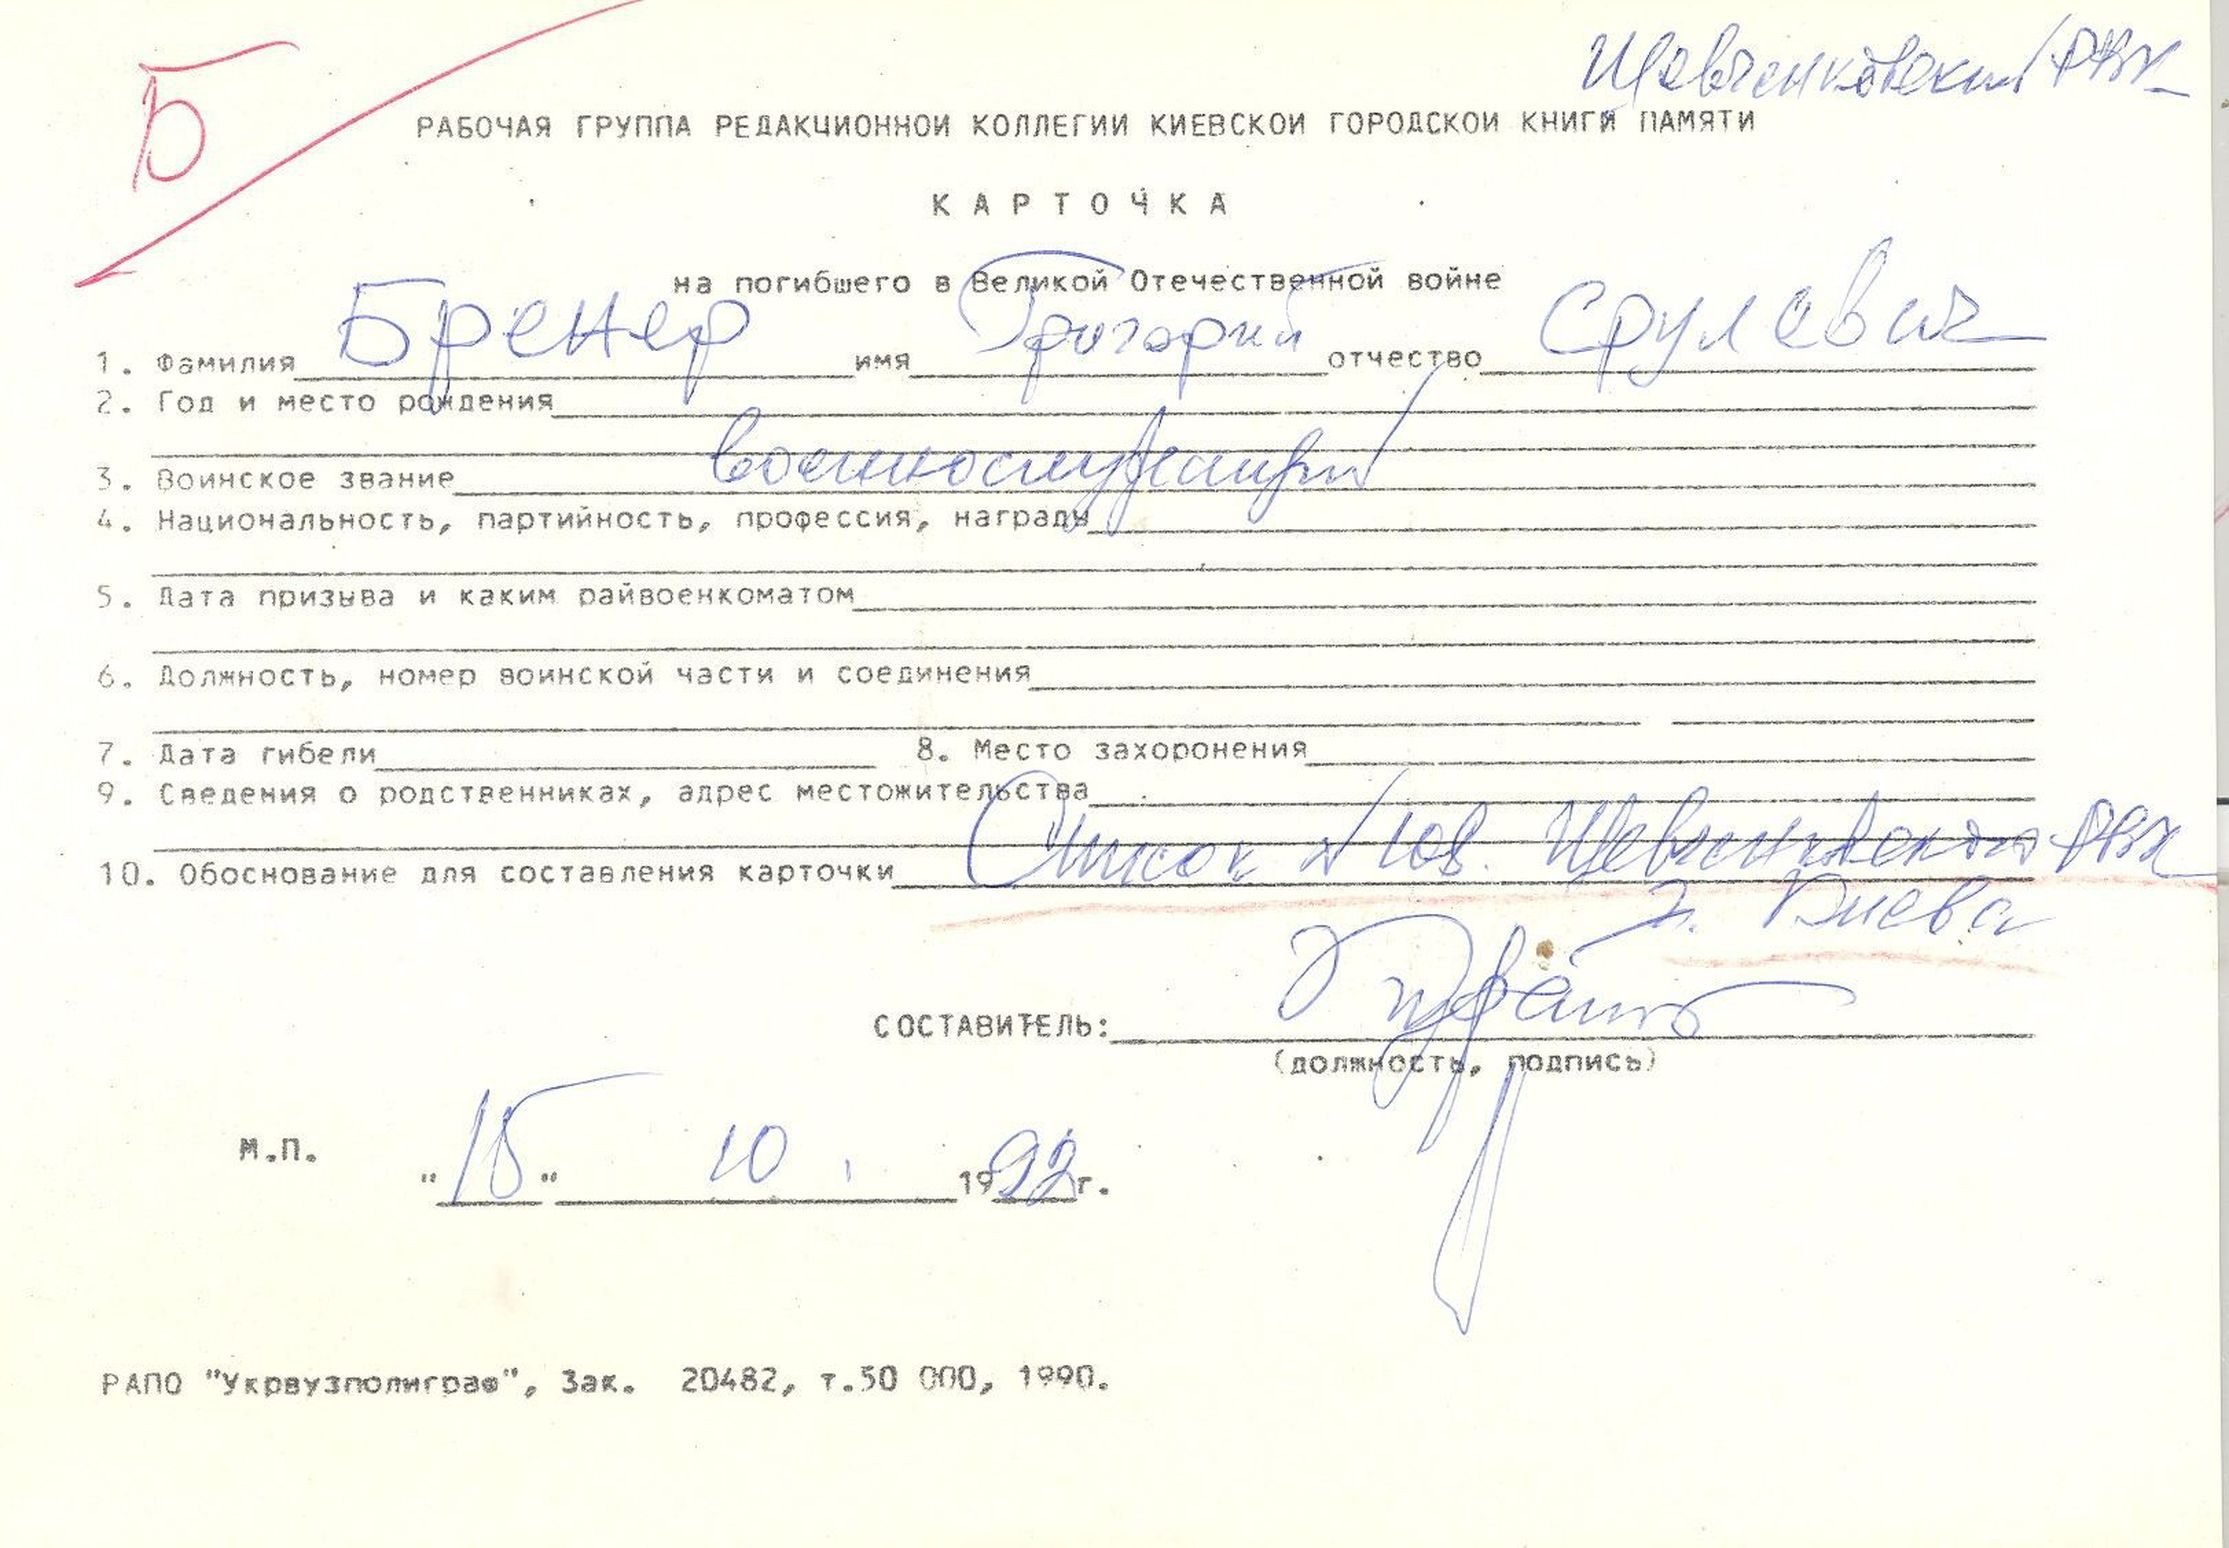 Шевченковский РВК
Б
РАБОЧАЯ ГРУППА РЕДАКЦИОННОЙ КОЛЛЕГИИ КИЕВСКОЙ ГОРОДСКОЙ КНИГИ ПАМЯТИ
КАРТОЧКА
на погибшего в Великой Отечественной войне
1. Фамилия Бренер имя Григорий отчество Срулевич
2. Год и место рождения
3. Воинское звание военнослужащий
4. Национальность, партийность, профессия, награды
5. Дата призыва и каким райвоенкоматом
6. Должность, номер воинской части и соединения
7. Дата гибели 8. Место захоронения
9. Сведения о родственниках, адрес местожительства
10. Обоснование для составления карточки Список №108. Шевченковского РВК
г. Киева
СОСТАВИТЕЛЬ:
(должность, подпись)
М.П.
"15" 10 1992г.
РАПО "Укрвузполиграф", Зак. 20482, т.50 000, 1990.